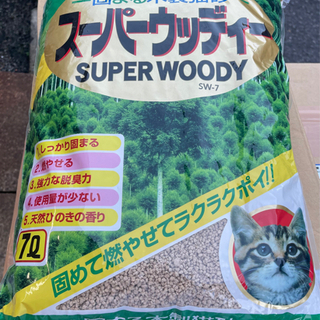 固まる木製猫砂
スーパーウッディー
SUPER WOODY
SW-7
1.しっかり固まる
2.燃やせる
3.強力な脱臭力
4.使用量が少ない
5.天然ひのきの香り
7ℓ
固めて燃やせてラクラクポイ!!